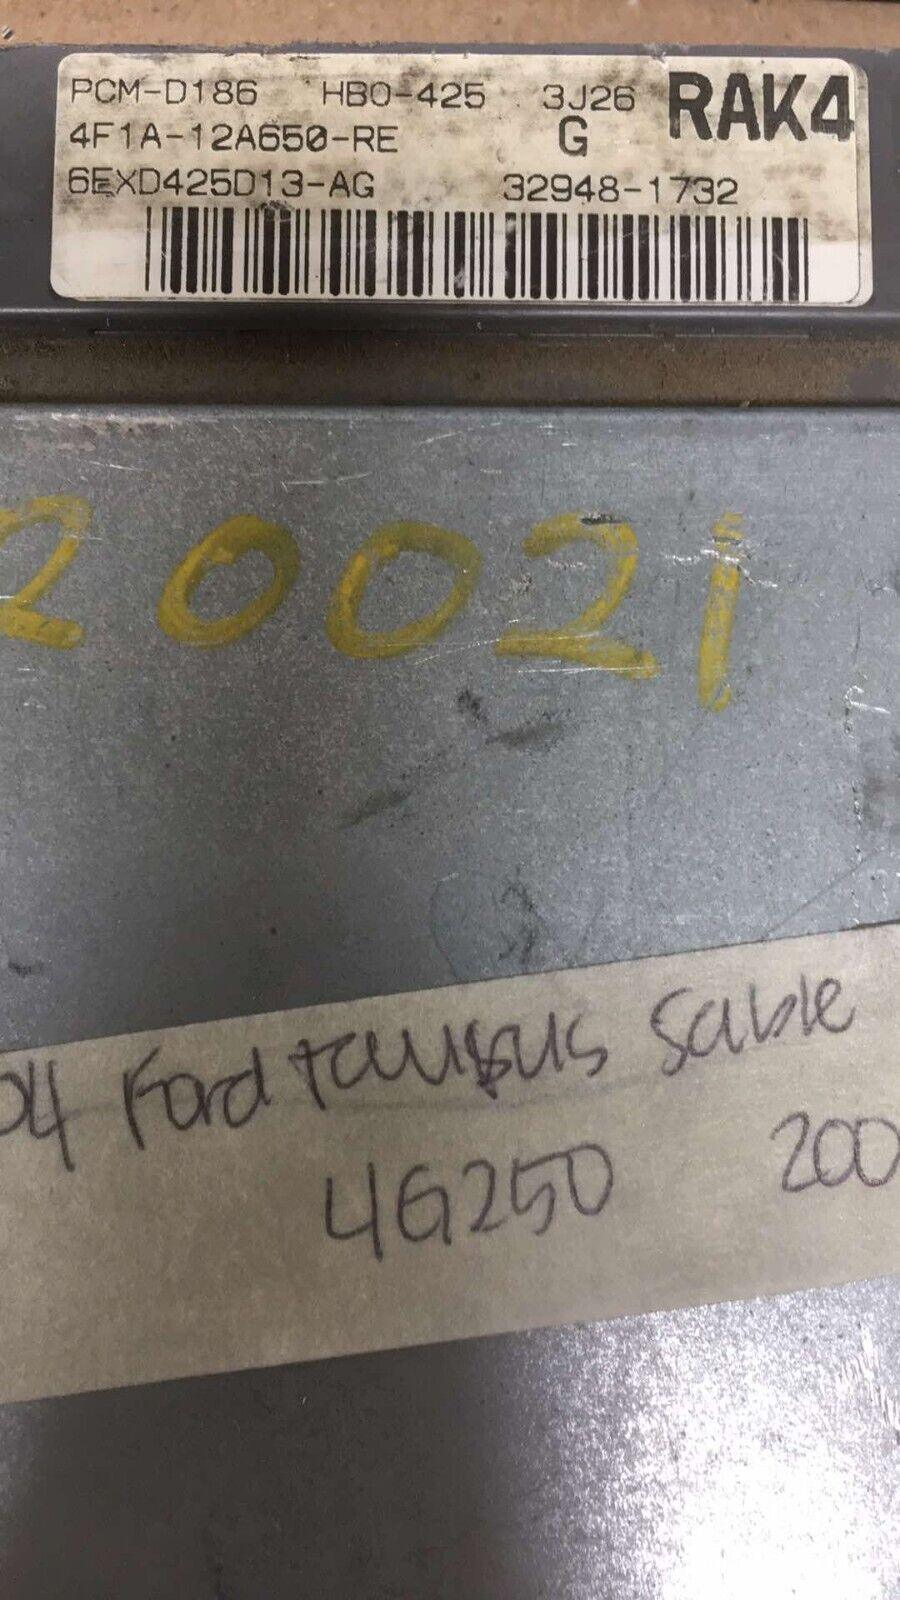 PCM-D186 HBO-425 3J26 RAK4
4F1A-12A650-RE G
6EXD425D13-AG 32948-1732
20021
04 Ford taurus Sable
4G250 200